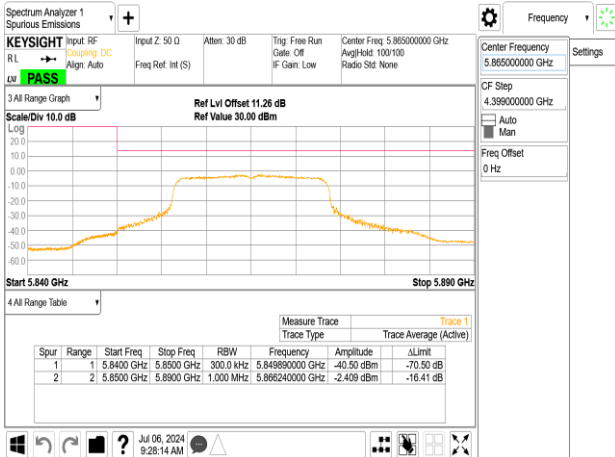 Spectrum Analyzer 1
Spurious Emissions
Frequency
KEYSIGHT
RL
Input: RF
Coupling: DC
Align: Auto
Input Z: 50 Ω
Freq Ref: Int (S)
Atten: 30 dB
Trig: Free Run
Gate: Off
IF Gain: Low
Center Freq: 5.865000000 GHz
Avg|Hold: 100/100
Radio Std: None
PASS
Center Frequency
5.865000000 GHz
Settings
CF Step
4.399000000 GHz
Auto
Man
Freq Offset
0 Hz
3 All Range Graph
Scale/Div 10.0 dB
Ref Lvl Offset 11.26 dB
Ref Value 30.00 dBm
Log
20.0
10.0
0.00
-10.0
-20.0
-30.0
-40.0
-50.0
-60.0
Start 5.840 GHz
Stop 5.890 GHz
4 All Range Table
Measure Trace Trace 1
Trace Type Trace Average (Active)
Spur Range Start Freq Stop Freq RBW Frequency Amplitude ΔLimit
1 1 5.8400 GHz 5.8500 GHz 300.0 kHz 5.849890000 GHz -40.50 dBm -70.50 dB
2 2 5.8500 GHz 5.8900 GHz 1.000 MHz 5.866240000 GHz -2.409 dBm -16.41 dB
Jul 06, 2024
9:28:14 AM